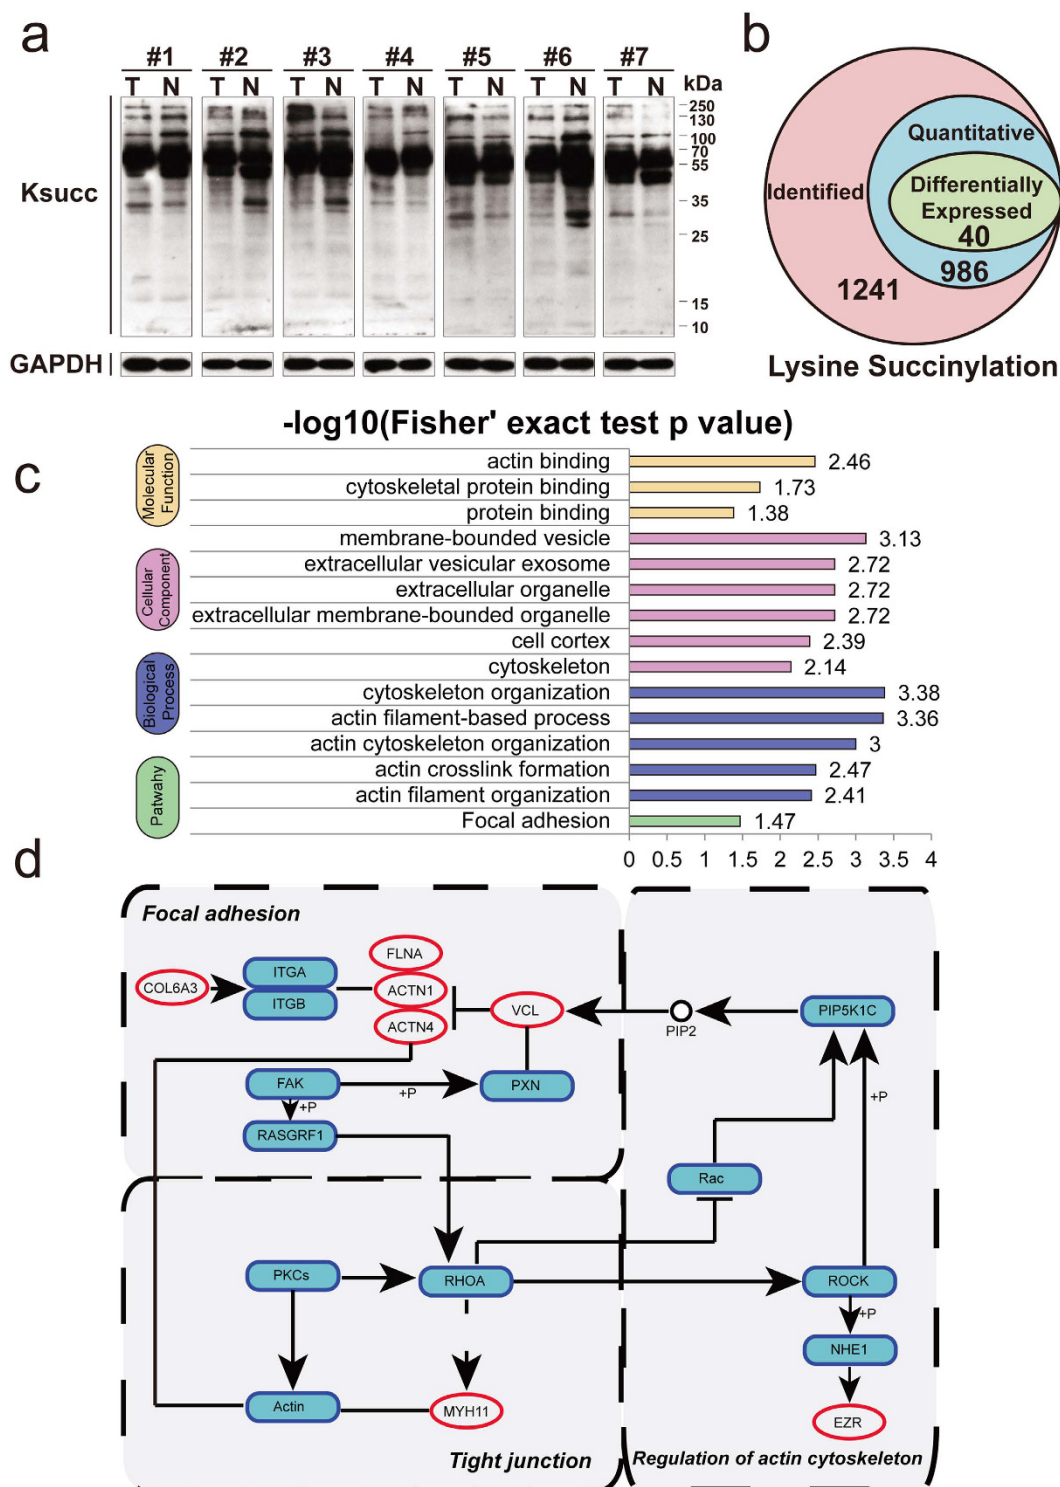 a
#1 #2 #3 #4 #5 #6 #7
T N T N T N T N T N T N T N kDa
Ksucc
250
130
100
70
55
35
25
15
10
GAPDH
b
Quantitative
Identified
Differentially
Expressed
40
986
1241
Lysine Succinylation
-log10(Fisher' exact test p value)
c
Molecular
Function
Cellular
Component
Biological
Process
Patwahy
actin binding 2.46
cytoskeletal protein binding 1.73
protein binding 1.38
membrane-bounded vesicle 3.13
extracellular vesicular exosome 2.72
extracellular organelle 2.72
extracellular membrane-bounded organelle 2.72
cell cortex 2.39
cytoskeleton 2.14
cytoskeleton organization 3.38
actin filament-based process 3.36
actin cytoskeleton organization 3
actin crosslink formation 2.47
actin filament organization 2.41
Focal adhesion 1.47
0 0.5 1 1.5 2 2.5 3 3.5 4
d
Focal adhesion
FLNA
COL6A3
ITGA
ITGB
ACTN1
ACTN4
VCL
PIP2
PIP5K1C
FAK
+P
PXN
+P
RASGRF1
+P
Rac
PKCs
RHOA
ROCK
+P
NHE1
Actin
MYH11
EZR
Tight junction
Regulation of actin cytoskeleton